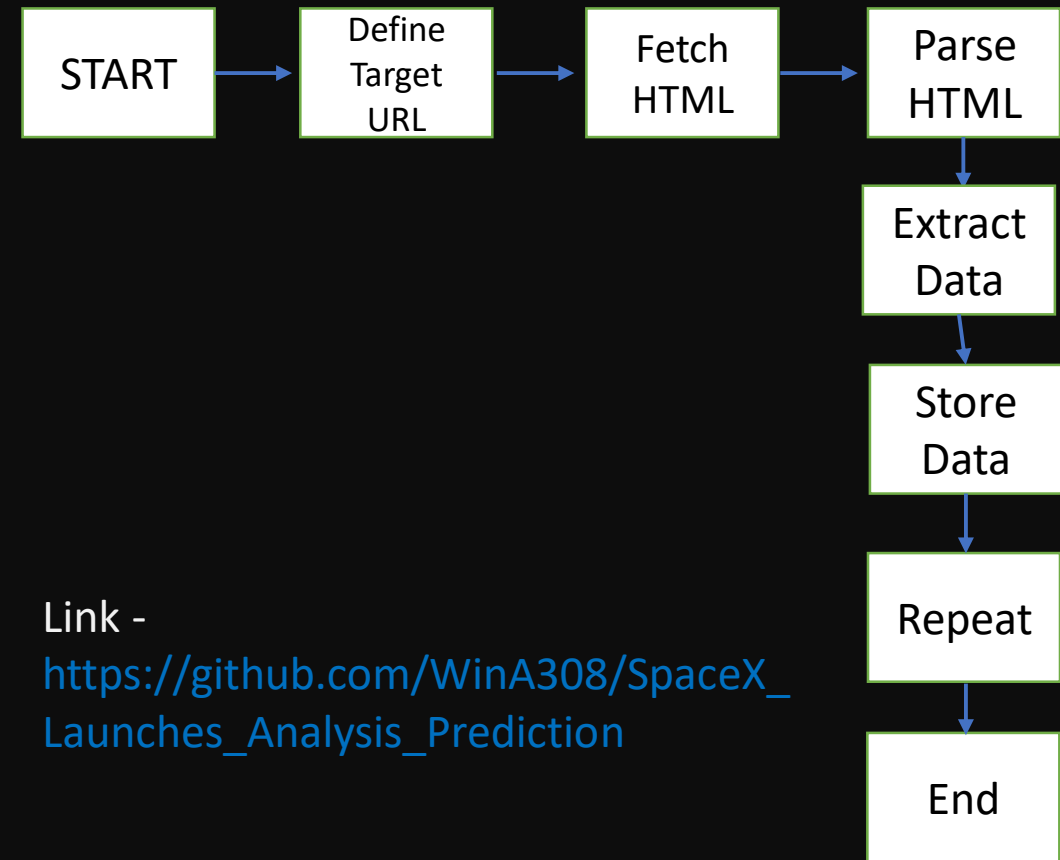 START
Define
Target
URL
Fetch
HTML
Parse
HTML
Extract
Data
Store
Data
Repeat
End
Link -
https://github.com/WinA308/SpaceX_
Launches_Analysis_Prediction